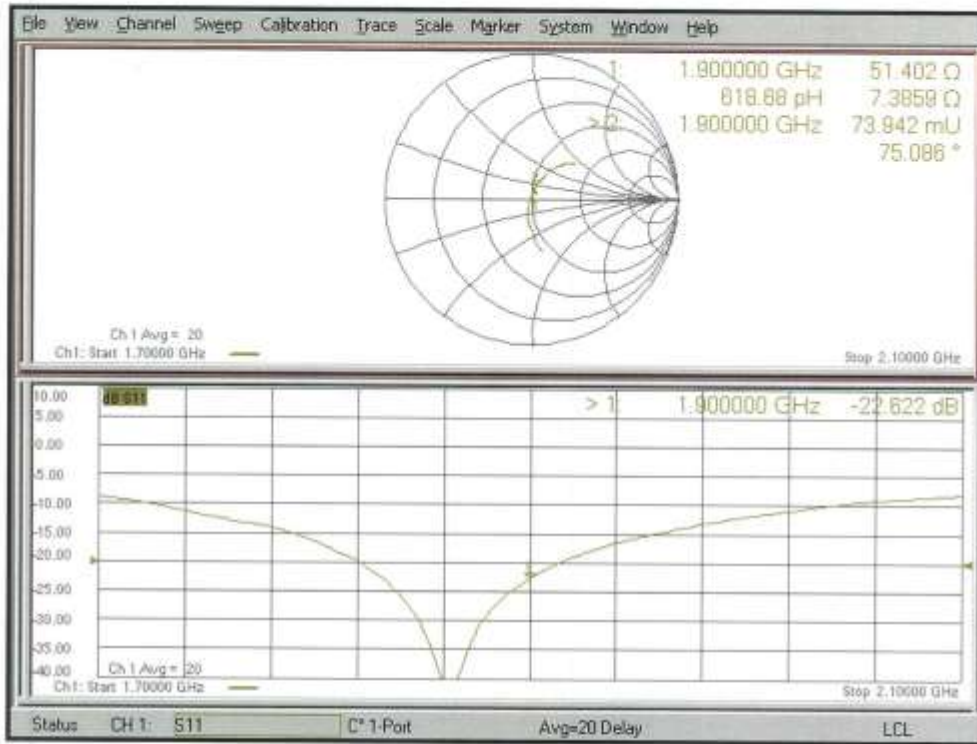 File View Channel Sweep Calibration Trace Scale Marker System Window Help
1: 1.900000 GHz 51.402 Ω
618.68 pH 7.3859 Ω
> 2: 1.900000 GHz 73.942 mU
75.086 °
Ch 1 Avg = 20
Ch1: Start 1.70000 GHz
Stop 2.10000 GHz
10.00 dB S11
> 1: 1.900000 GHz -22.622 dB
5.00
0.00
-5.00
-10.00
-15.00
-20.00
-25.00
-30.00
-35.00
-40.00
Ch 1 Avg = 20
Ch1: Start 1.70000 GHz
Stop 2.10000 GHz
Status CH 1: S11 C* 1-Port Avg=20 Delay LCL